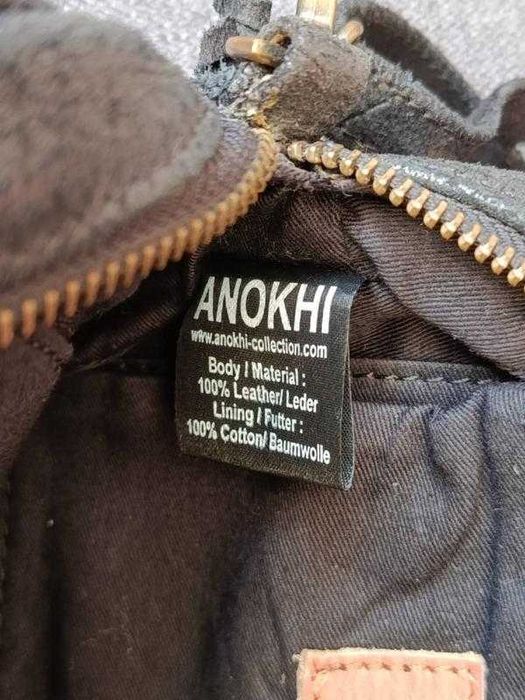 ANOKHI
www.anokhi-collection.com
Body / Material :
100% Leather/ Leder
Lining / Futter :
100% Cotton/ Baumwolle